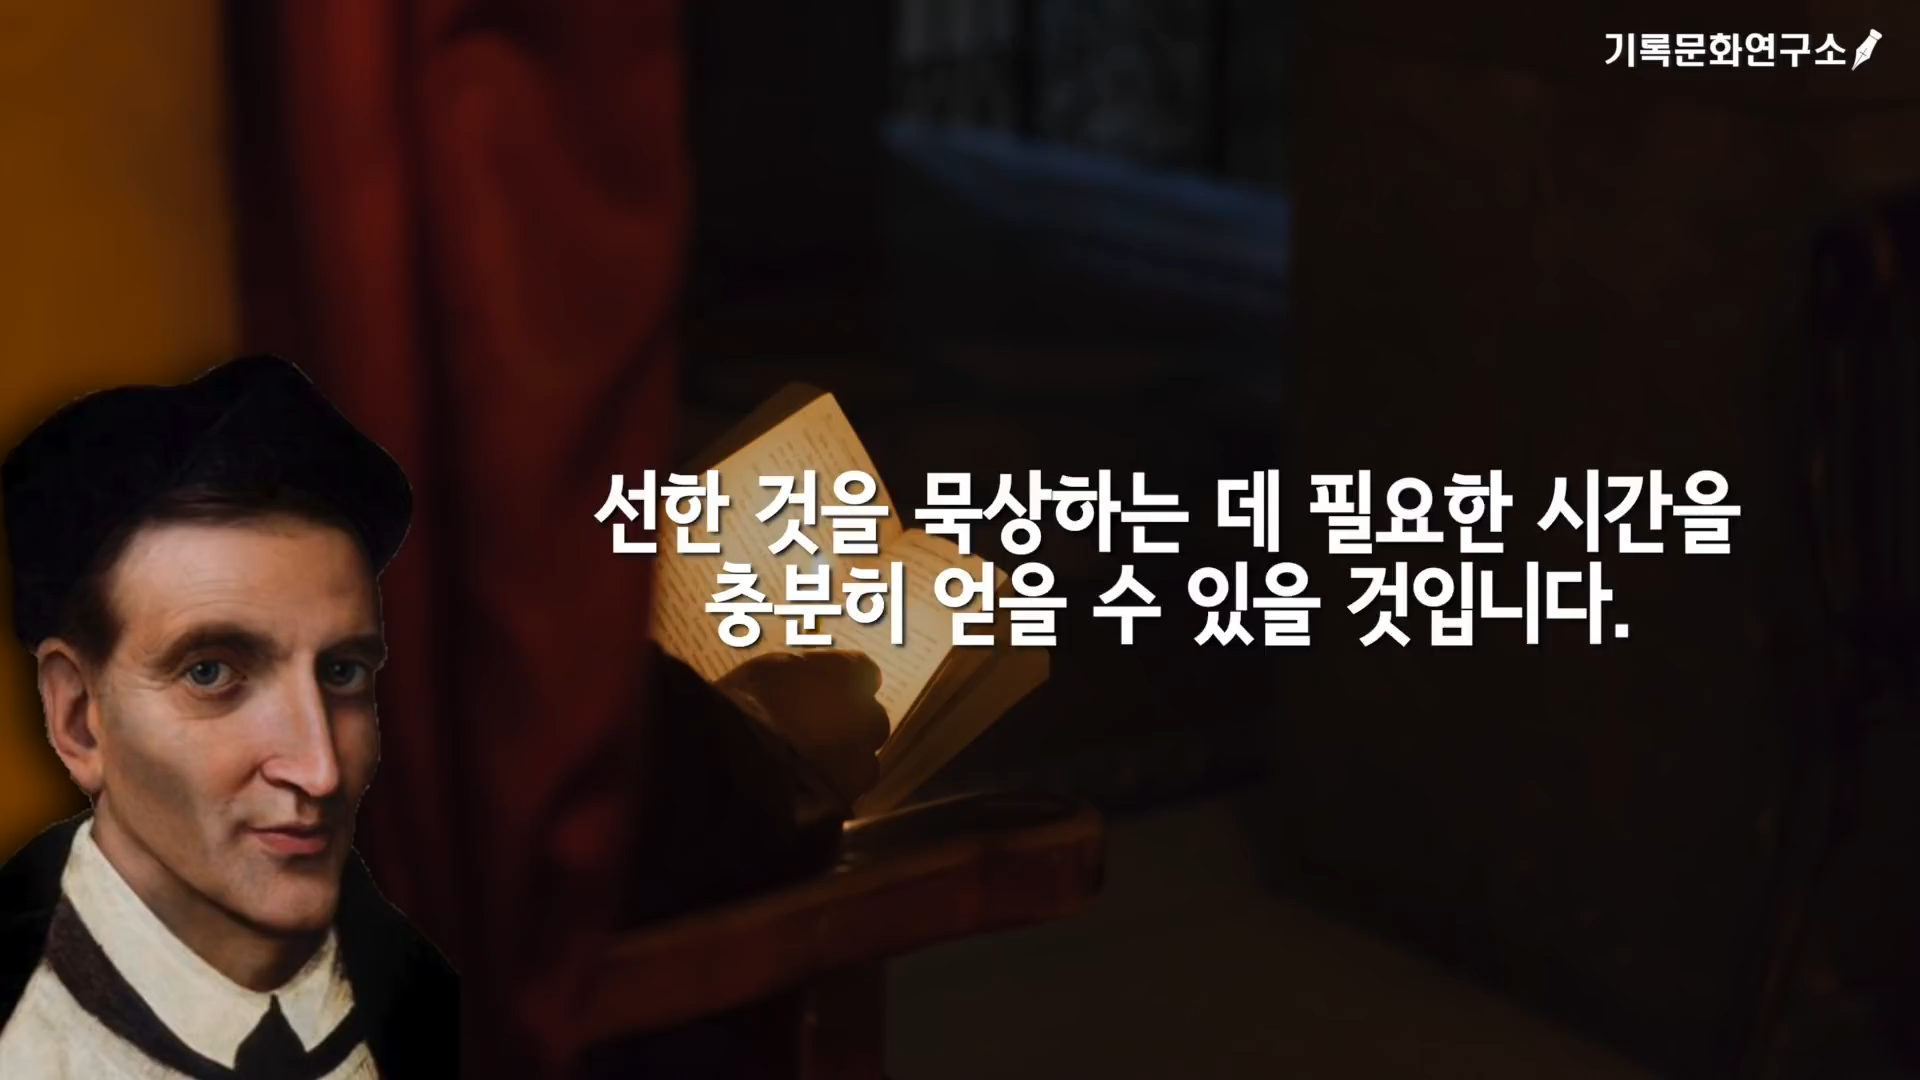 기록문화연구소
선한 것을 묵상하는 데 필요한 시간을
충분히 얻을 수 있을 것입니다.